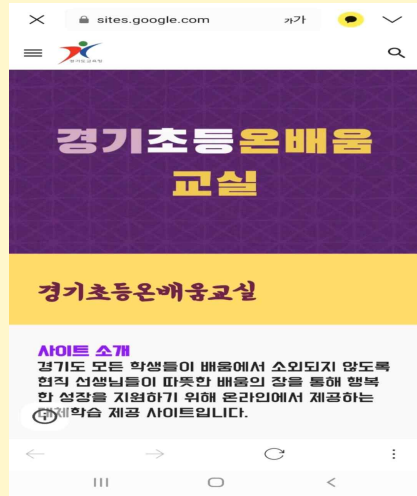 sites.google.com
가가
경기초등온배움
교실
경기초등온배움교실
사이트 소개
경기도 모든 학생들이 배움에서 소외되지 않도록
현직 선생님들이 따뜻한 배움의 장을 통해 행복
한 성장을 지원하기 위해 온라인에서 제공하는
대체학습 제공 사이트입니다.